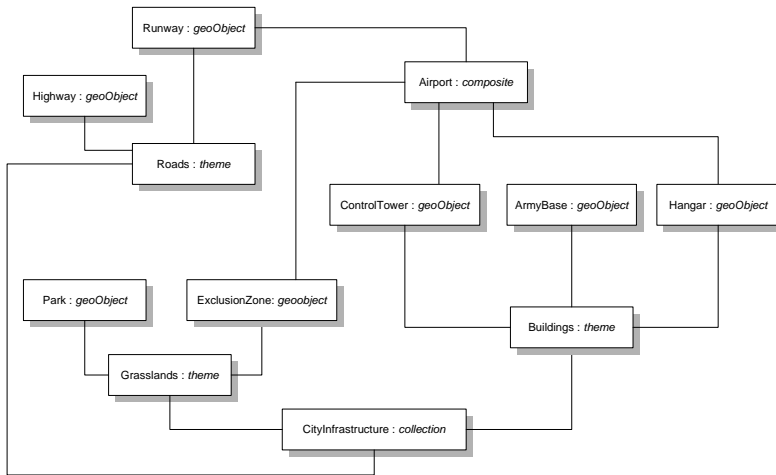 Runway : geoObject
Airport : composite
Highway : geoObject
Roads : theme
ControlTower : geoObject
ArmyBase : geoObject
Hangar : geoObject
Park : geoObject
ExclusionZone: geoobject
Buildings : theme
Grasslands : theme
CityInfrastructure : collection